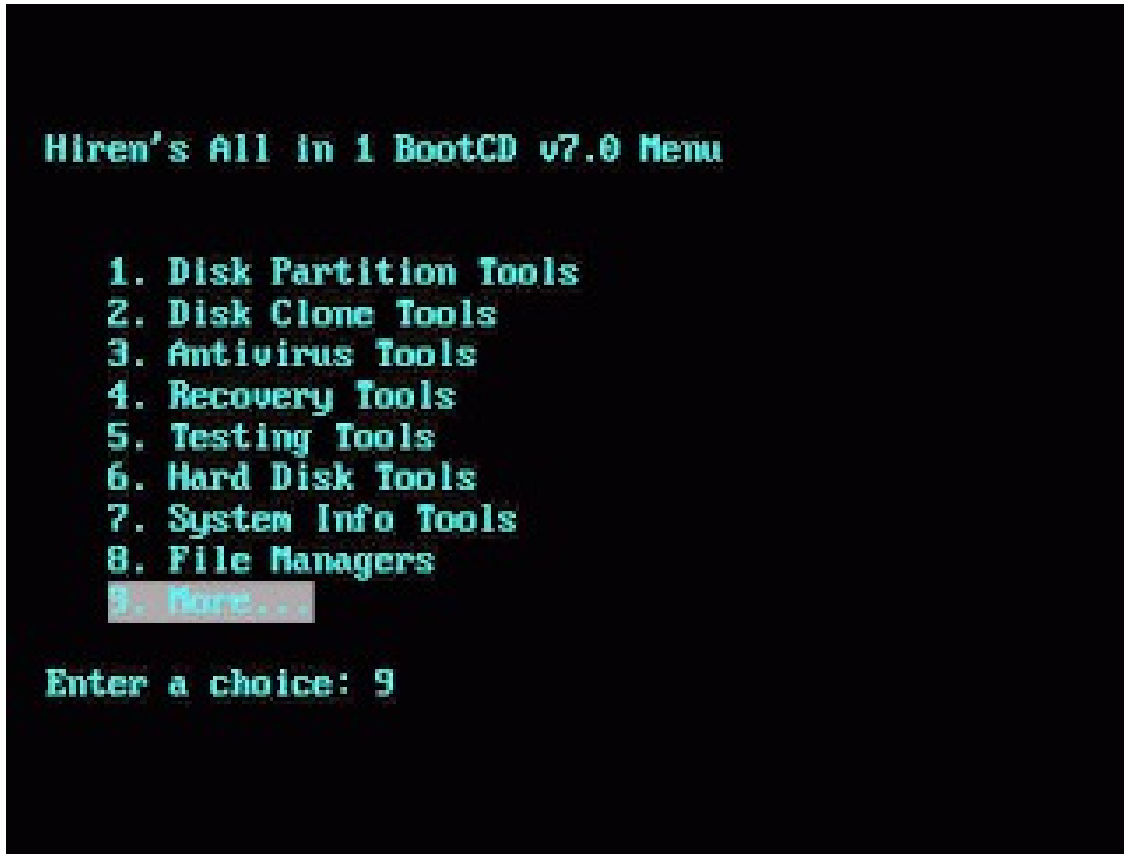 Hiren's All in 1 BootCD v7.0 Menu
1. Disk Partition Tools
2. Disk Clone Tools
3. Antivirus Tools
4. Recovery Tools
5. Testing Tools
6. Hard Disk Tools
7. System Info Tools
8. File Managers
9. More...
Enter a choice: 9